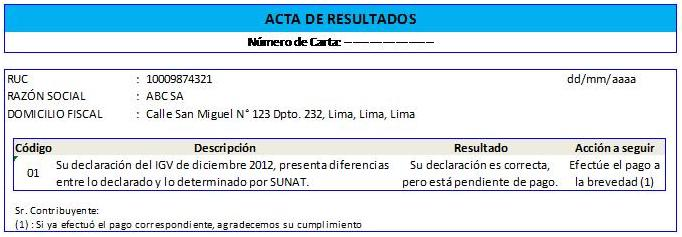 ACTA DE RESULTADOS
Número de Carta: -----------------------
RUC : 10009874321 dd/mm/aaaa
RAZÓN SOCIAL : ABC SA
DOMICILIO FISCAL : Calle San Miguel N° 123 Dpto. 232, Lima, Lima, Lima
Código Descripción Resultado Acción a seguir
01 Su declaración del IGV de diciembre 2012, presenta diferencias entre lo declarado y lo determinado por SUNAT. Su declaración es correcta, pero está pendiente de pago. Efectúe el pago a la brevedad (1)
Sr. Contribuyente:
(1) : Si ya efectuó el pago correspondiente, agradecemos su cumplimiento